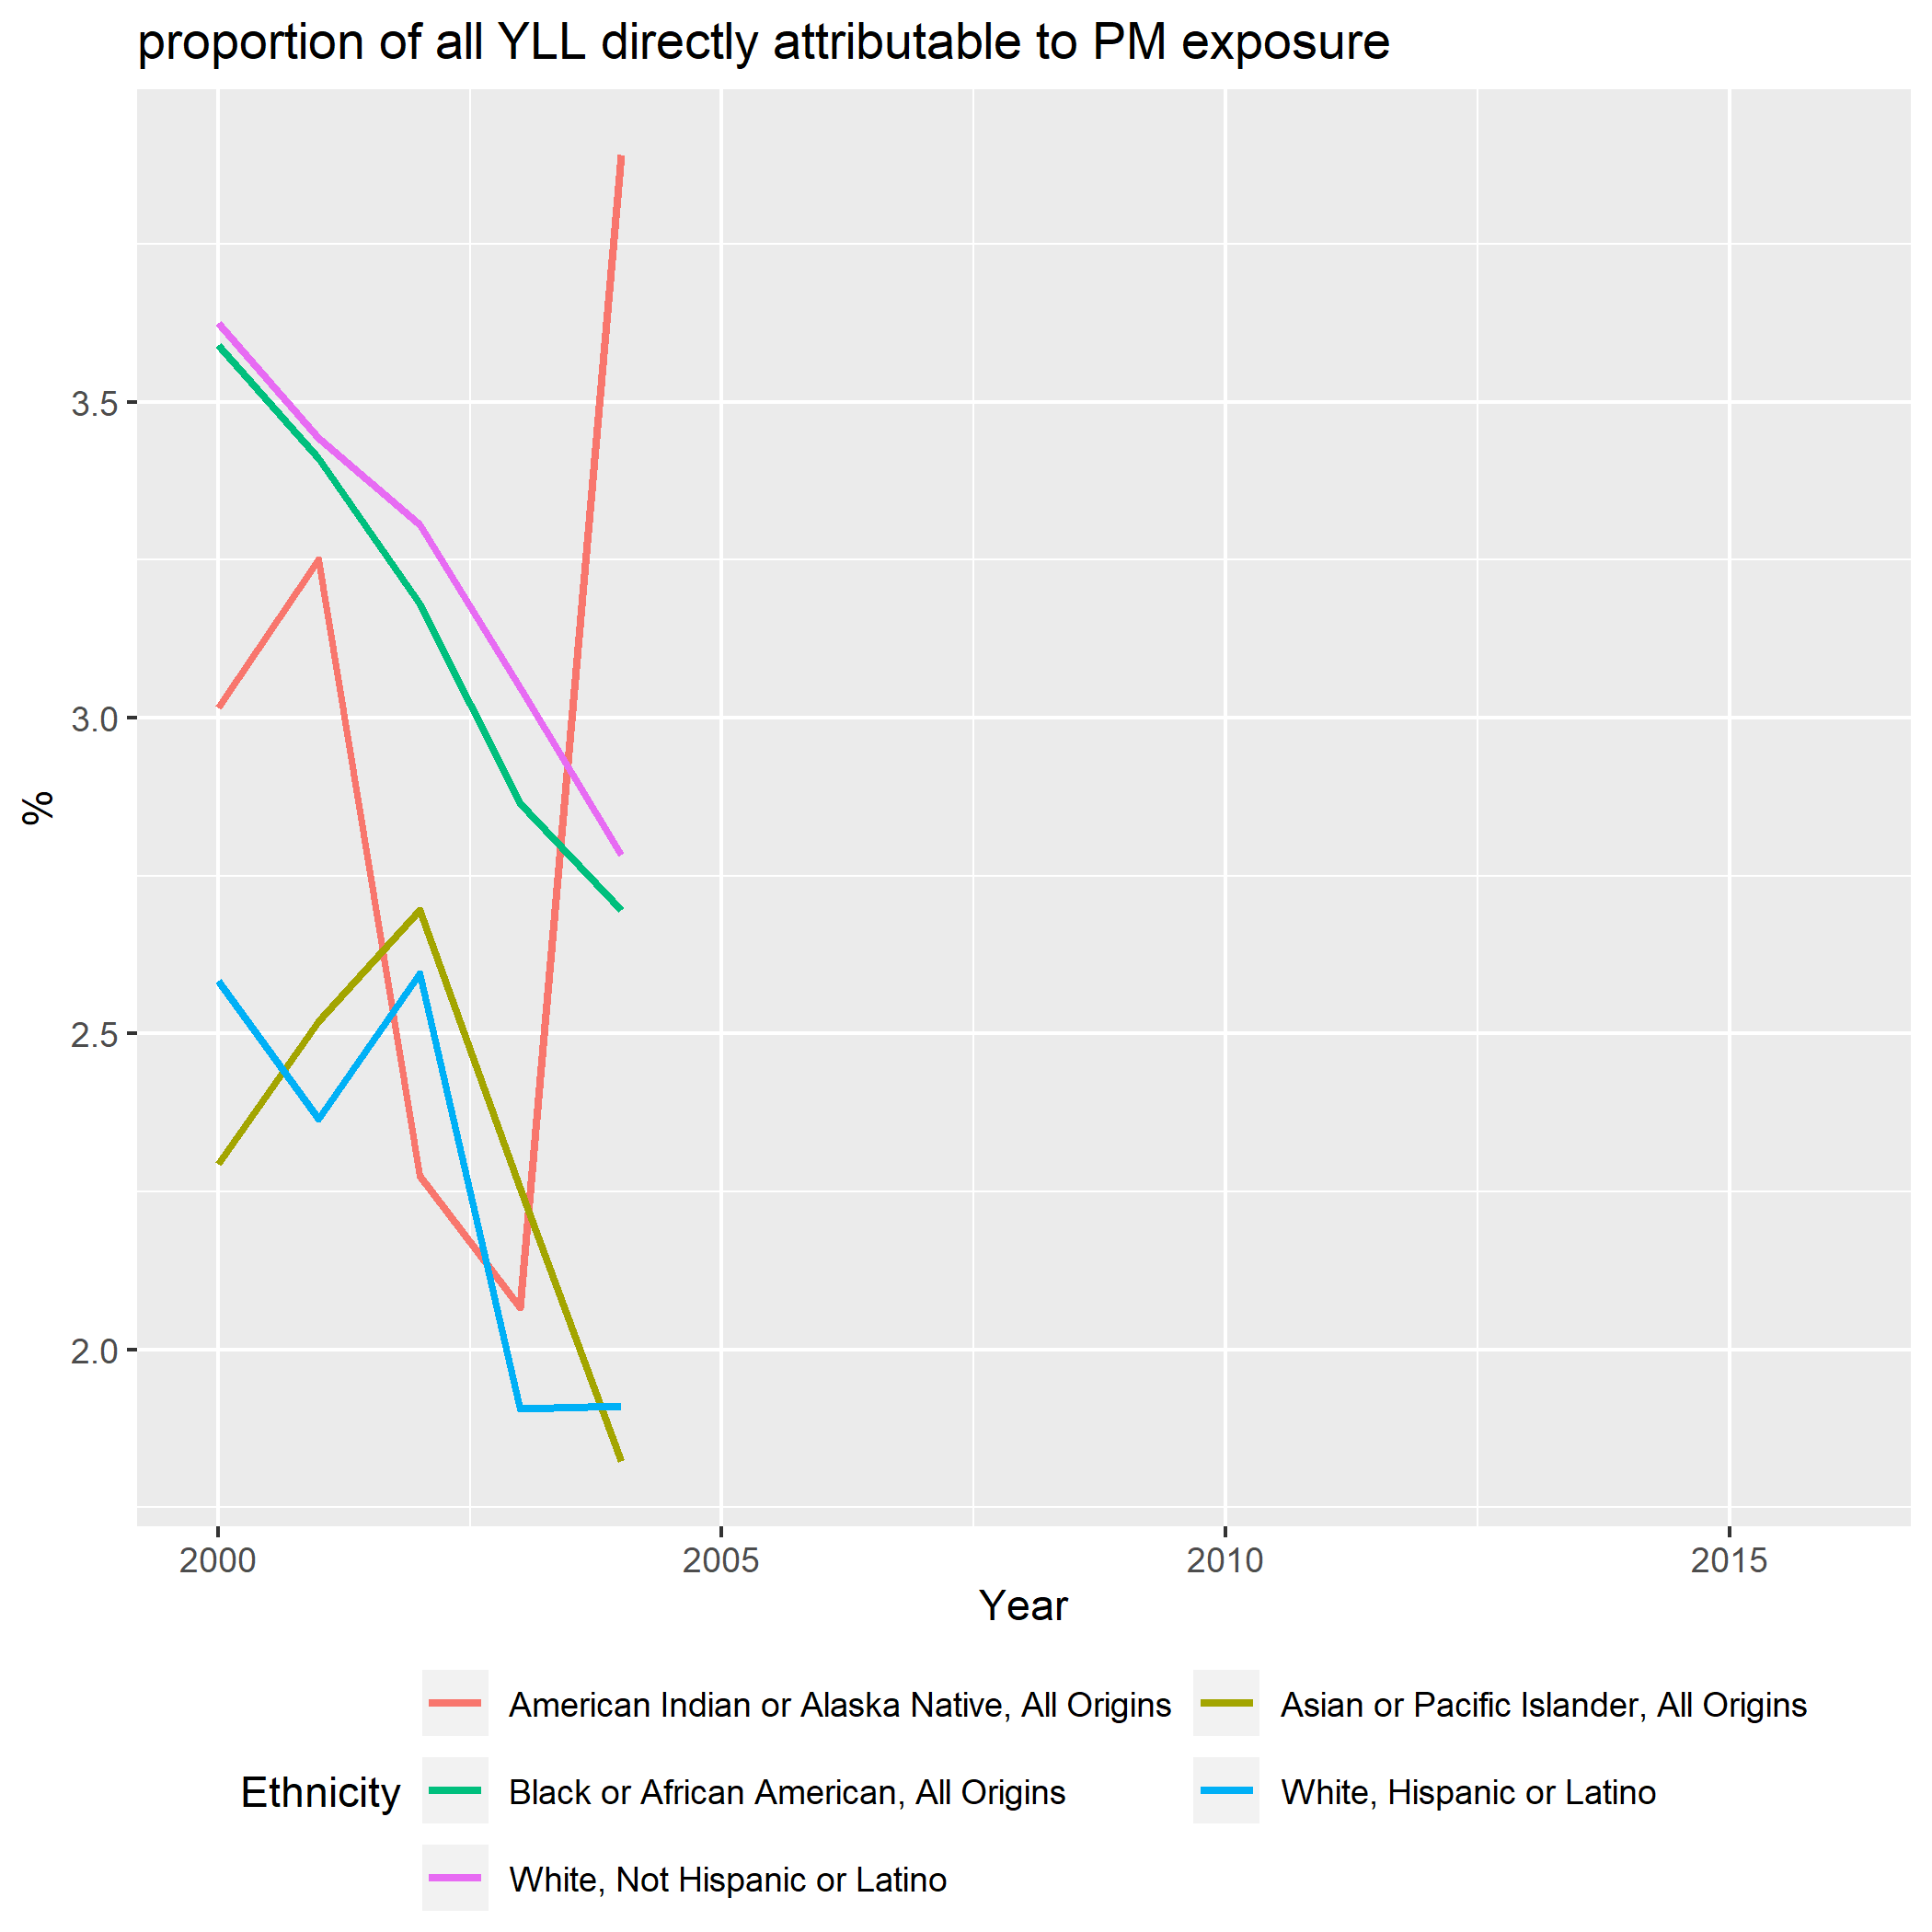 proportion of all YLL directly attributable to PM exposure
%
3.5
3.0
2.5
2.0
2000 2005 2010 2015
Year
Ethnicity
American Indian or Alaska Native, All Origins
Asian or Pacific Islander, All Origins
Black or African American, All Origins
White, Hispanic or Latino
White, Not Hispanic or Latino